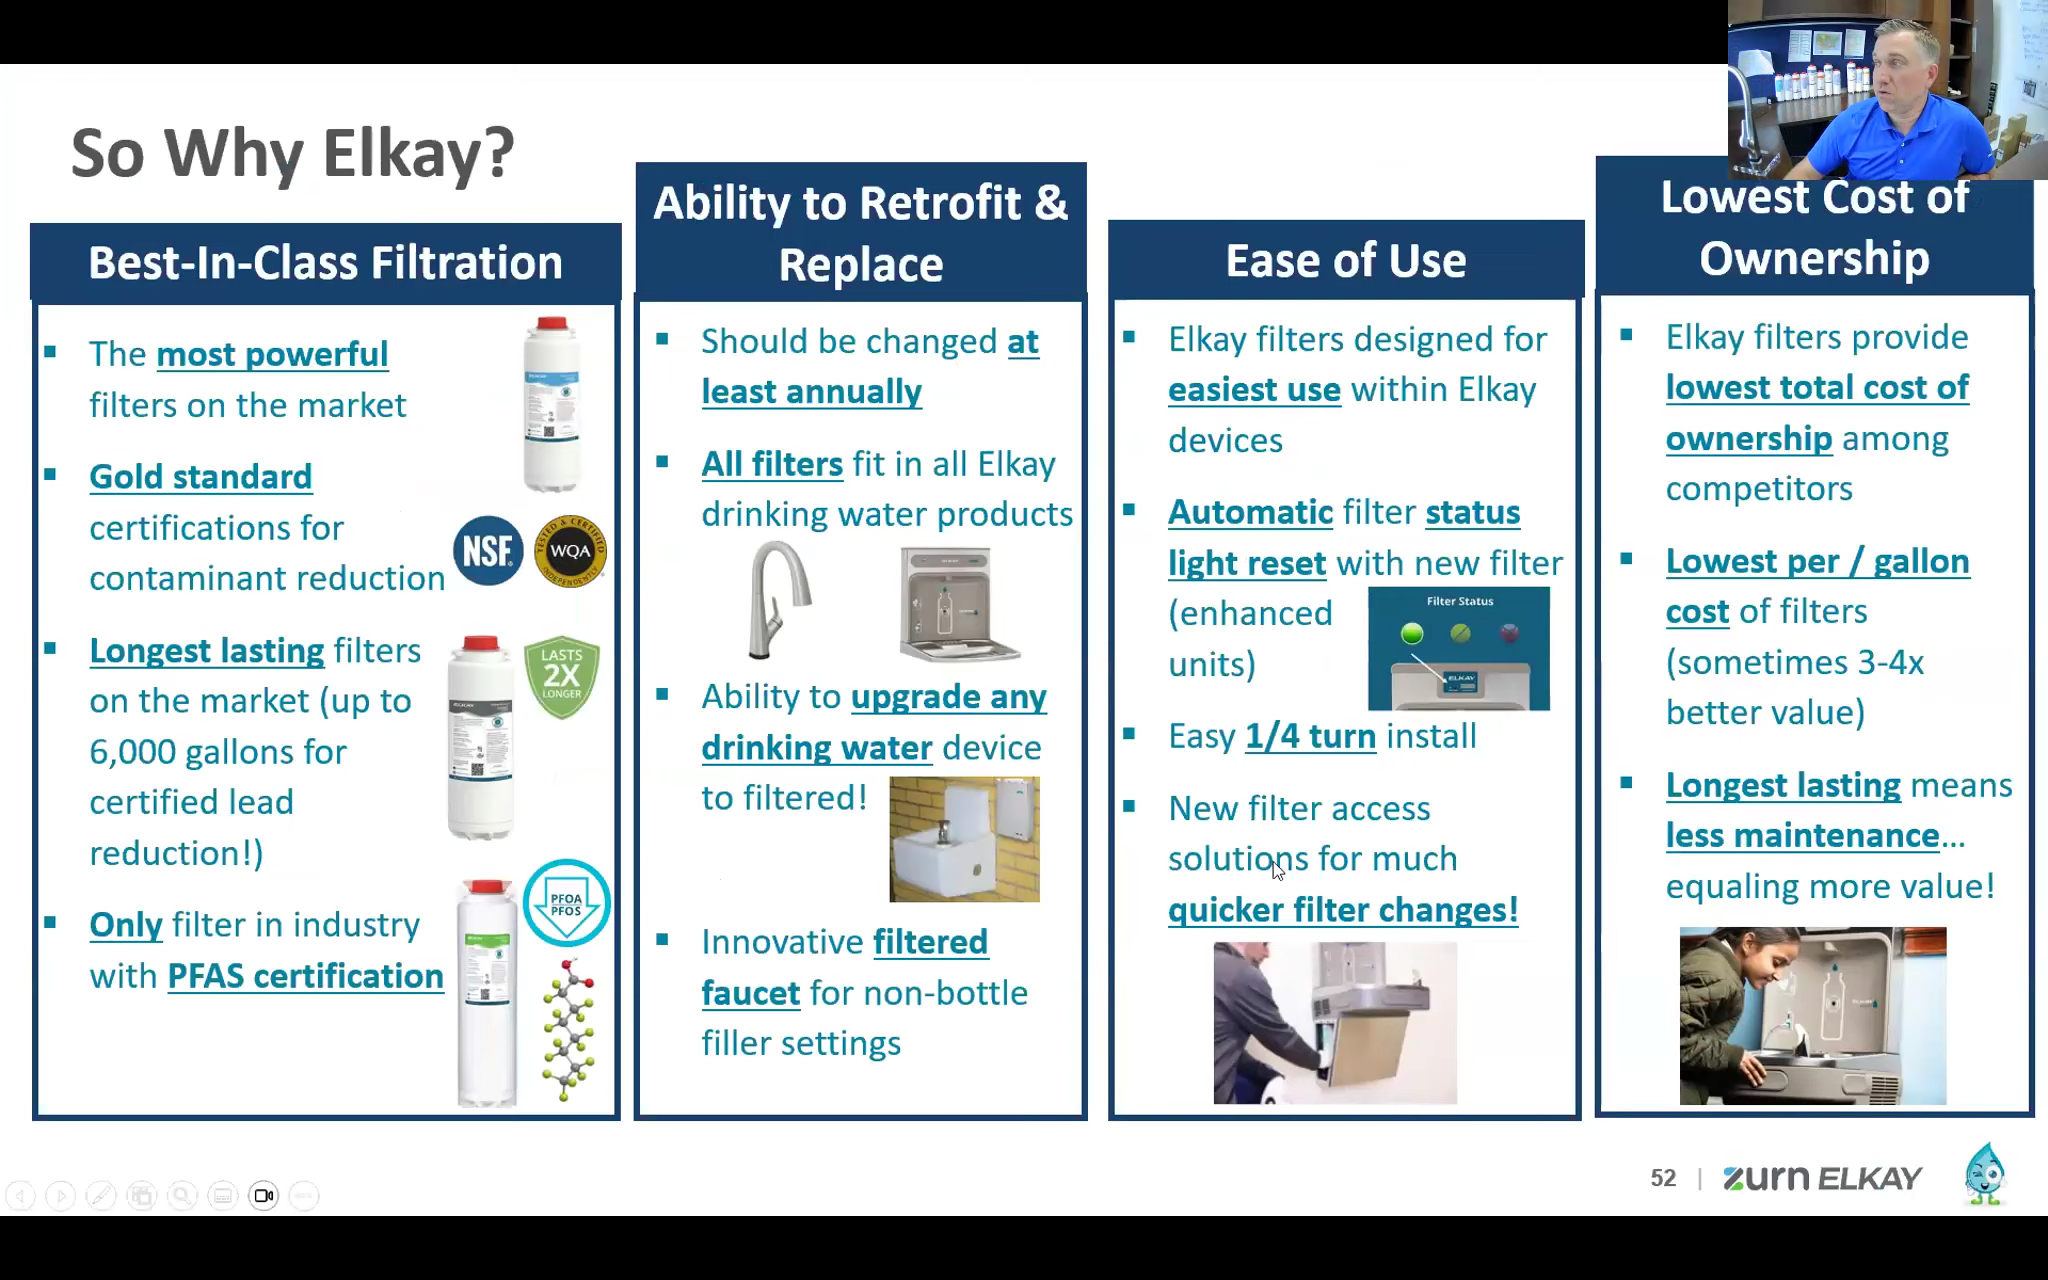 So Why Elkay?
Best-In-Class Filtration
The most powerful
filters on the market
Gold standard
certifications for
contaminant reduction
NSF
TESTED & CERTIFIED
WQA
INDEPENDENTLY
Longest lasting filters
on the market (up to
6,000 gallons for
certified lead
reduction!)
ELKAY
LASTS
2X
LONGER
Only filter in industry
with PFAS certification
PFOA
PFOS
Ability to Retrofit &
Replace
Should be changed at
least annually
All filters fit in all Elkay
drinking water products
Ability to upgrade any
drinking water device
to filtered!
Innovative filtered
faucet for non-bottle
filler settings
Ease of Use
Elkay filters designed for
easiest use within Elkay
devices
Automatic filter status
light reset with new filter
(enhanced
units)
Filter Status
ELKAY
Easy 1/4 turn install
New filter access
solutions for much
quicker filter changes!
Lowest Cost of
Ownership
Elkay filters provide
lowest total cost of
ownership among
competitors
Lowest per / gallon
cost of filters
(sometimes 3-4x
better value)
Longest lasting means
less maintenance…
equaling more value!
52 | zurn ELKAY